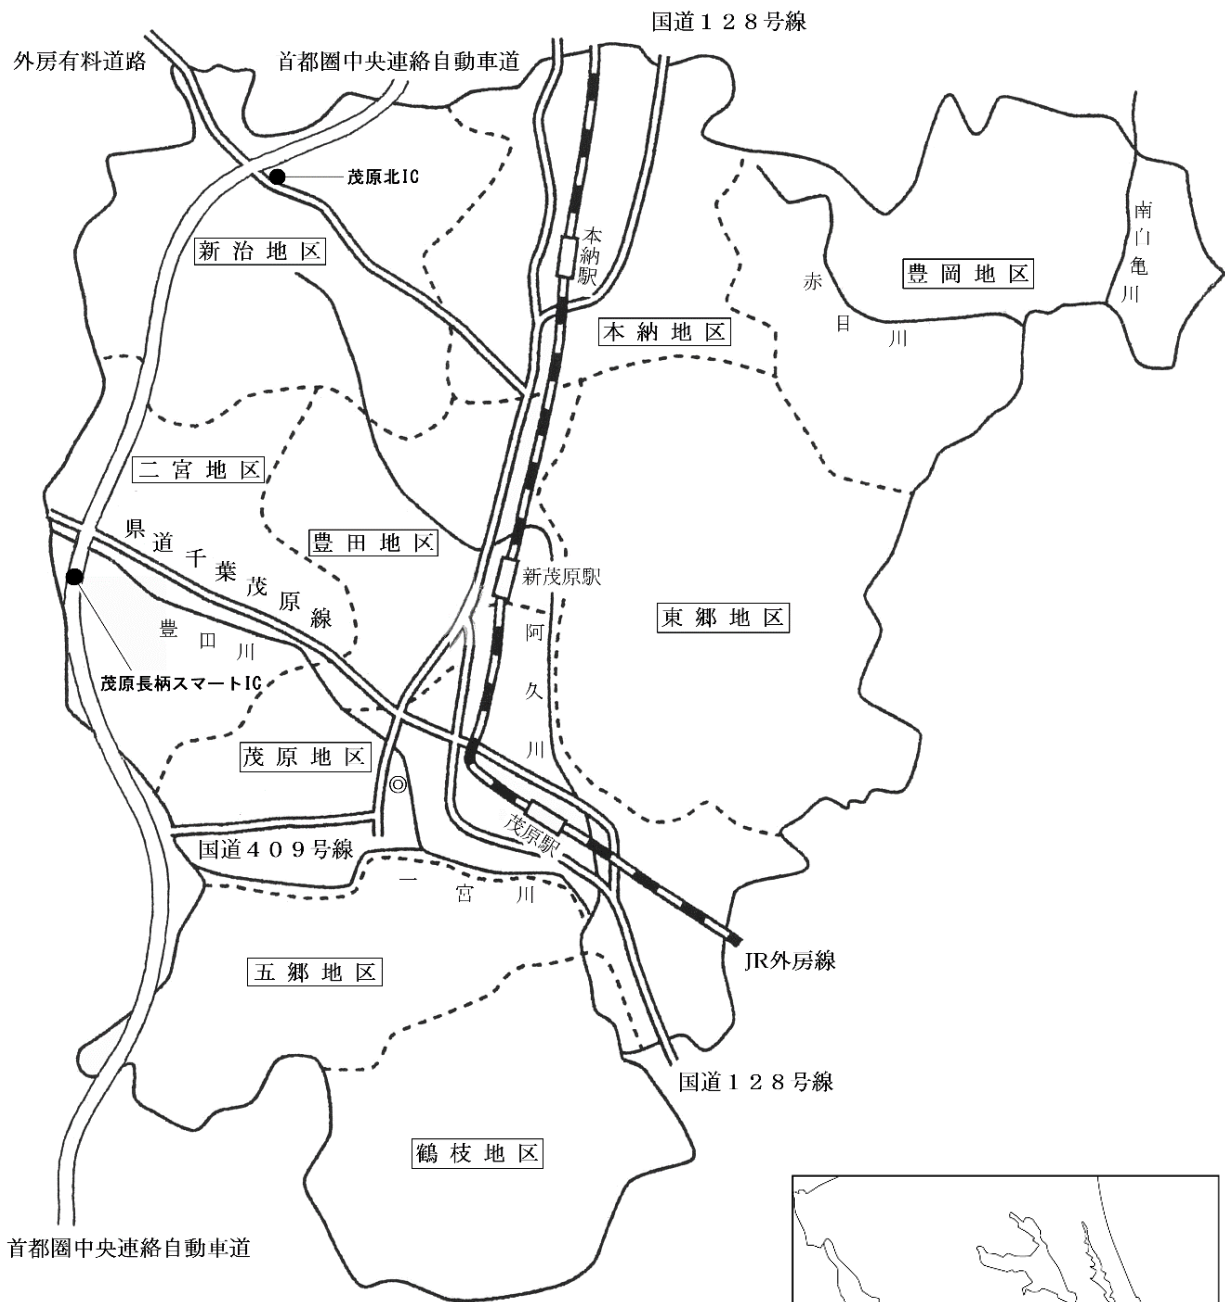 国道１２８号線
外房有料道路
首都圏中央連絡自動車道
茂原北IC
本納駅
南白亀川
新治地区
豊岡地区
赤目川
本納地区
二宮地区
県道千葉茂原線
豊田地区
新茂原駅
東郷地区
豊田川
阿久川
茂原長柄スマートIC
茂原地区
茂原駅
国道４０９号線
一宮川
JR外房線
五郷地区
国道１２８号線
鶴枝地区
首都圏中央連絡自動車道